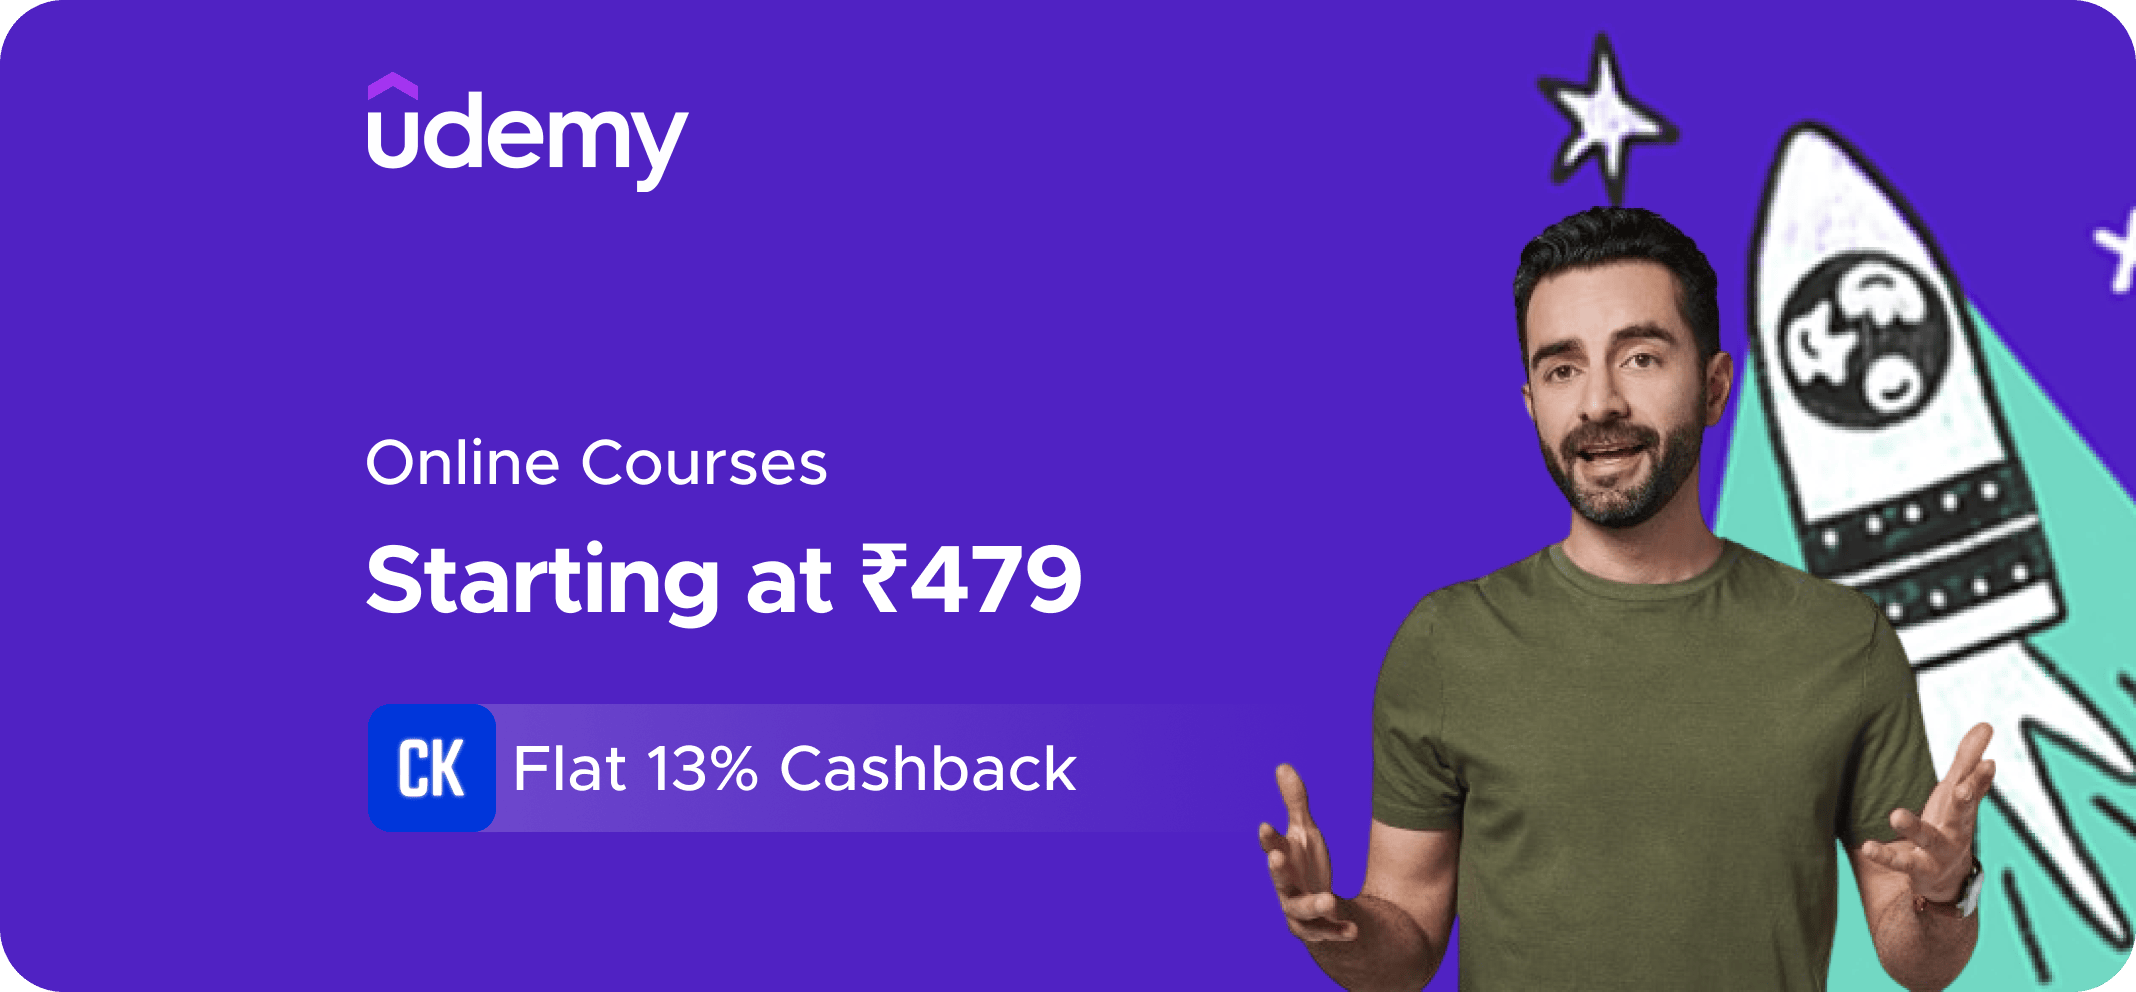 udemy
Online Courses
Starting at ₹479
CK Flat 13% Cashback